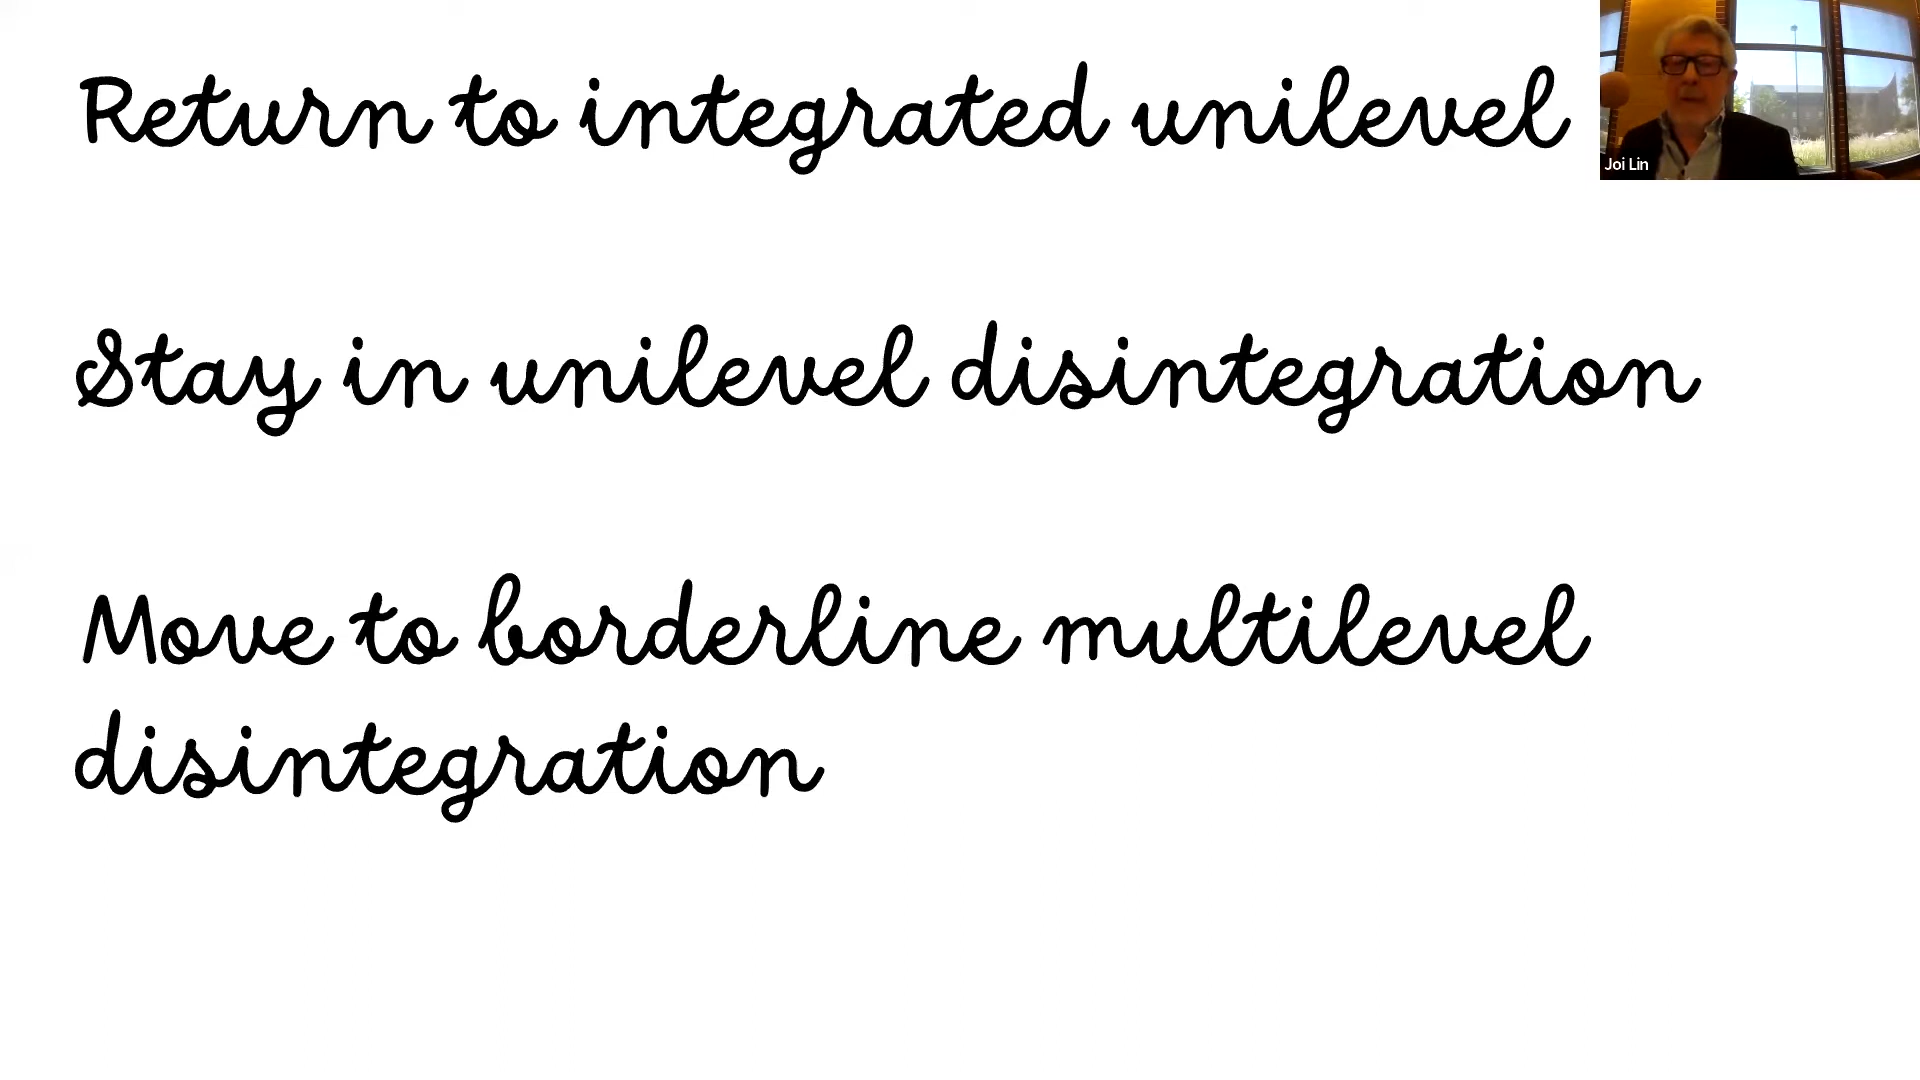 Return to integrated unilevel
Joi Lin
Stay in unilevel disintegration
Move to borderline multilevel
disintegration